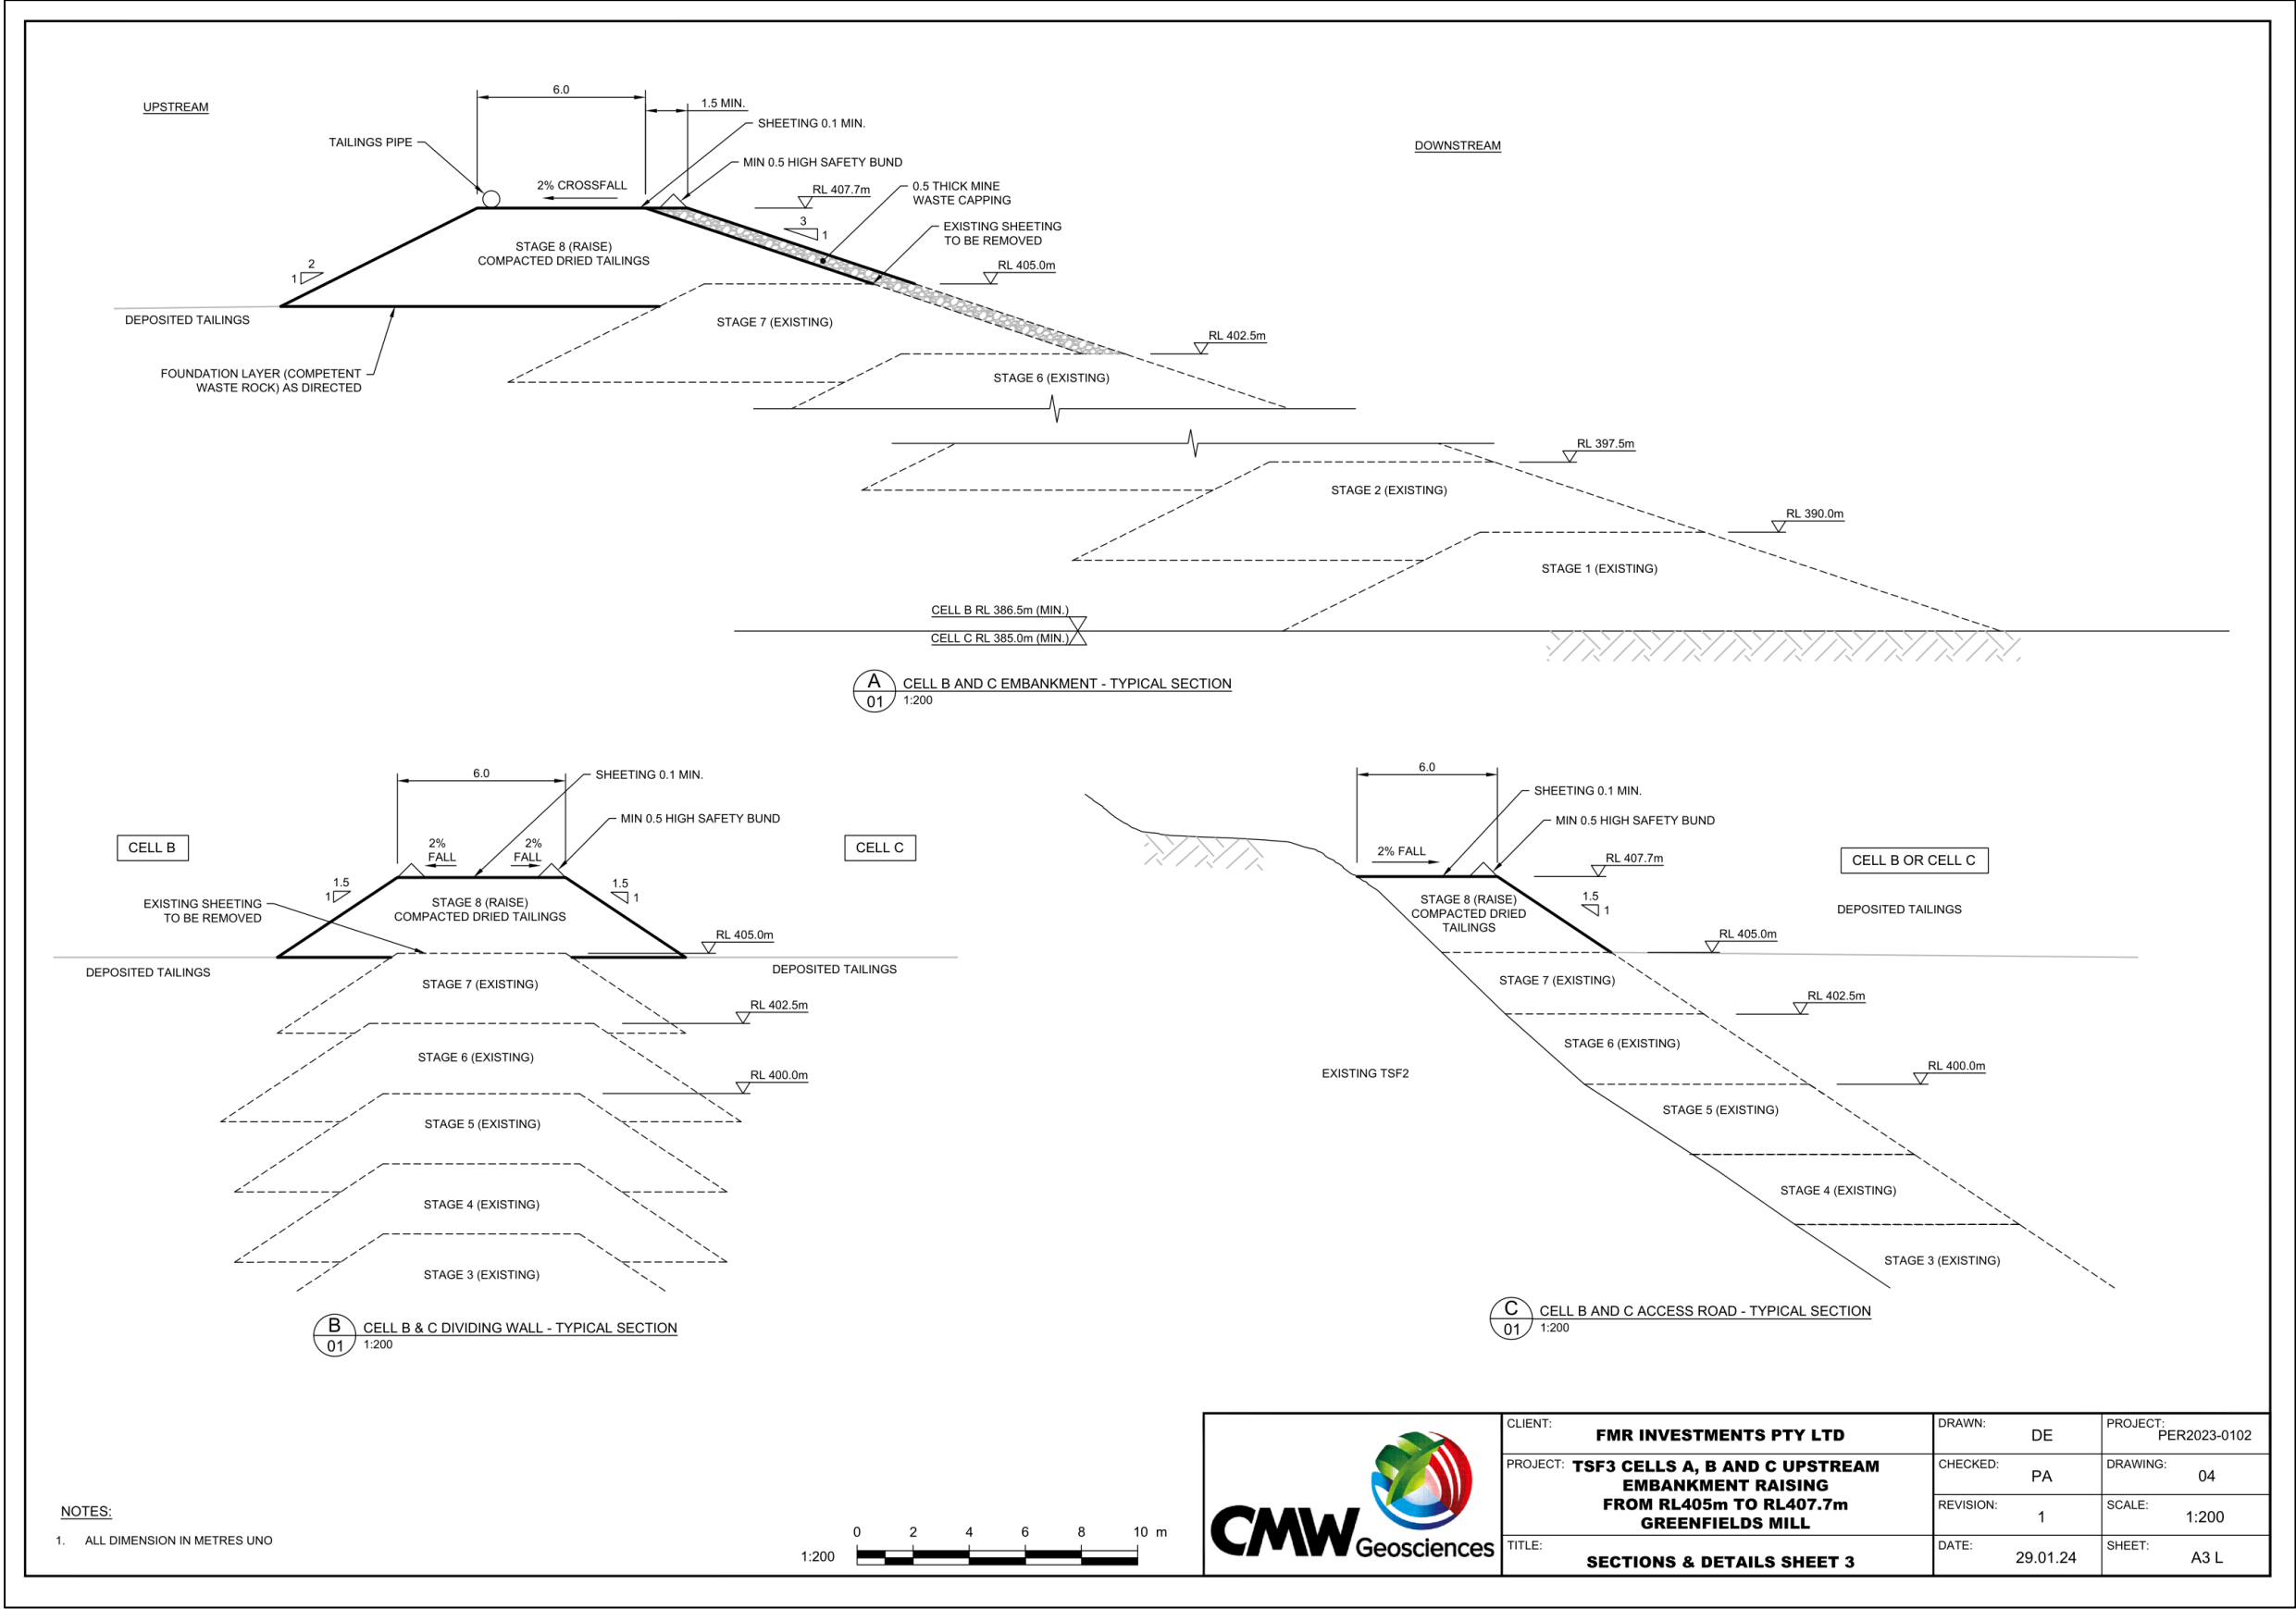 UPSTREAM
6.0
1.5 MIN.
SHEETING 0.1 MIN.
TAILINGS PIPE
MIN 0.5 HIGH SAFETY BUND
DOWNSTREAM
2% CROSSFALL
RL 407.7m
0.5 THICK MINE
WASTE CAPPING
3
1
EXISTING SHEETING
TO BE REMOVED
STAGE 8 (RAISE)
COMPACTED DRIED TAILINGS
2
1
RL 405.0m
DEPOSITED TAILINGS
STAGE 7 (EXISTING)
RL 402.5m
FOUNDATION LAYER (COMPETENT
WASTE ROCK) AS DIRECTED
STAGE 6 (EXISTING)
RL 397.5m
STAGE 2 (EXISTING)
RL 390.0m
STAGE 1 (EXISTING)
CELL B RL 386.5m (MIN.)
CELL C RL 385.0m (MIN.)
A
01
CELL B AND C EMBANKMENT - TYPICAL SECTION
1:200
6.0
SHEETING 0.1 MIN.
MIN 0.5 HIGH SAFETY BUND
CELL B
2%
FALL
2%
FALL
CELL C
1.5
1
1.5
1
EXISTING SHEETING
TO BE REMOVED
STAGE 8 (RAISE)
COMPACTED DRIED TAILINGS
RL 405.0m
DEPOSITED TAILINGS
DEPOSITED TAILINGS
STAGE 7 (EXISTING)
RL 402.5m
STAGE 6 (EXISTING)
RL 400.0m
STAGE 5 (EXISTING)
STAGE 4 (EXISTING)
STAGE 3 (EXISTING)
B
01
CELL B & C DIVIDING WALL - TYPICAL SECTION
1:200
6.0
SHEETING 0.1 MIN.
MIN 0.5 HIGH SAFETY BUND
2% FALL
RL 407.7m
CELL B OR CELL C
1.5
1
STAGE 8 (RAISE)
COMPACTED DRIED
TAILINGS
DEPOSITED TAILINGS
RL 405.0m
STAGE 7 (EXISTING)
RL 402.5m
STAGE 6 (EXISTING)
EXISTING TSF2
RL 400.0m
STAGE 5 (EXISTING)
STAGE 4 (EXISTING)
STAGE 3 (EXISTING)
C
01
CELL B AND C ACCESS ROAD - TYPICAL SECTION
1:200
NOTES:
1. ALL DIMENSION IN METRES UNO
0 2 4 6 8 10 m
1:200
CMW Geosciences
CLIENT:
FMR INVESTMENTS PTY LTD
PROJECT: TSF3 CELLS A, B AND C UPSTREAM
EMBANKMENT RAISING
FROM RL405m TO RL407.7m
GREENFIELDS MILL
TITLE:
SECTIONS & DETAILS SHEET 3
DRAWN:
DE
PROJECT:
PER2023-0102
CHECKED:
PA
DRAWING:
04
REVISION:
1
SCALE:
1:200
DATE:
29.01.24
SHEET:
A3 L